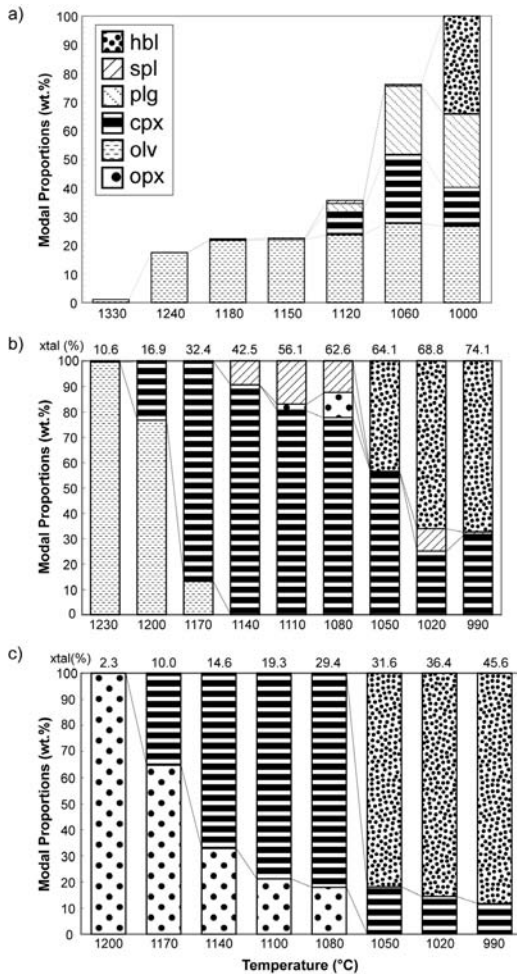 a)
100
90
80
70
60
50
40
30
20
10
0
Modal Proportions (wt.%)
hbl
spl
plg
cpx
olv
opx
1330 1240 1180 1150 1120 1060 1000
b)
xtal (%) 10.6 16.9 32.4 42.5 56.1 62.6 64.1 68.8 74.1
100
90
80
70
60
50
40
30
20
10
0
Modal Proportions (wt.%)
1230 1200 1170 1140 1110 1080 1050 1020 990
c)
xtal(%) 2.3 10.0 14.6 19.3 29.4 31.6 36.4 45.6
100
90
80
70
60
50
40
30
20
10
0
Modal Proportions (wt.%)
1200 1170 1140 1100 1080 1050 1020 990
Temperature (°C)